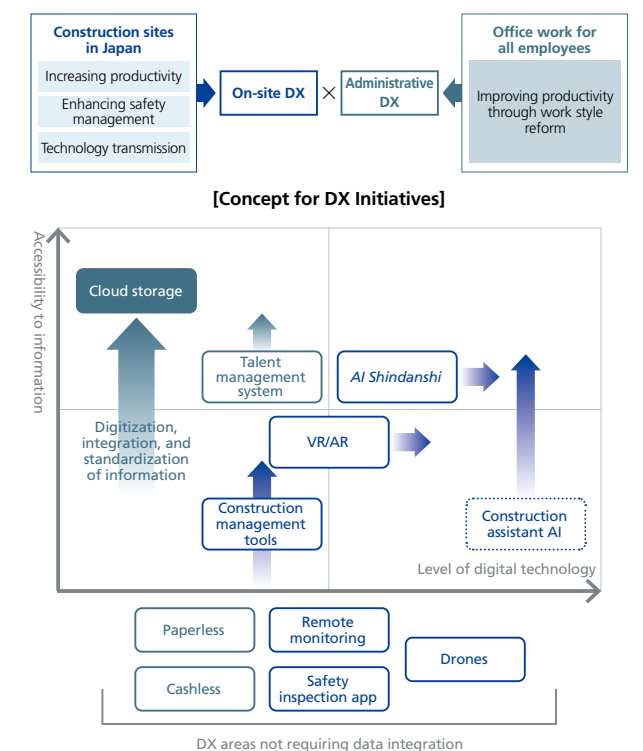 Construction sites
in Japan
Increasing productivity
Enhancing safety
management
Technology transmission
On-site DX
×
Administrative
DX
Office work for
all employees
Improving productivity
through work style
reform
[Concept for DX Initiatives]
Accessibility to information
Cloud storage
Digitization,
integration, and
standardization
of information
Talent
management
system
AI Shindanshi
VR/AR
Construction
management
tools
Construction
assistant AI
Level of digital technology
Paperless
Remote
monitoring
Drones
Cashless
Safety
inspection app
DX areas not requiring data integration